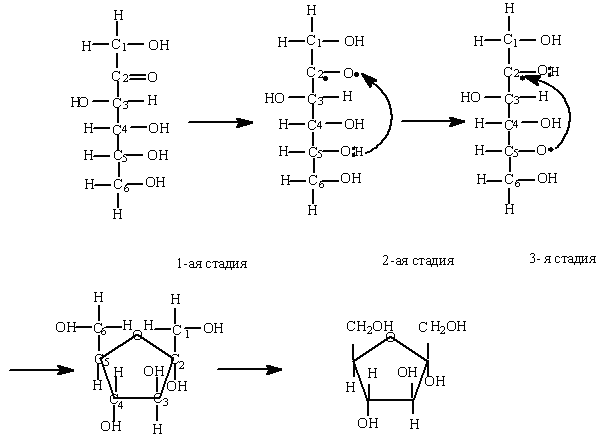 H H H
H C1 OH H C1 OH H C1 OH
C2 O C2 O C2 OH
HO C3 H HO C3 H HO C3 H
H C4 OH H C4 OH H C4 OH
H C5 OH H C5 OH H C5 O
H C6 OH H C6 OH H C6 OH
H H H
1-ая стадия 2-ая стадия 3- я стадия
H H
OH C6 H H C1 OH CH2OH CH2OH
O O
C5 C2
H H OH OH H H OH OH
C4 C3
OH H OH H